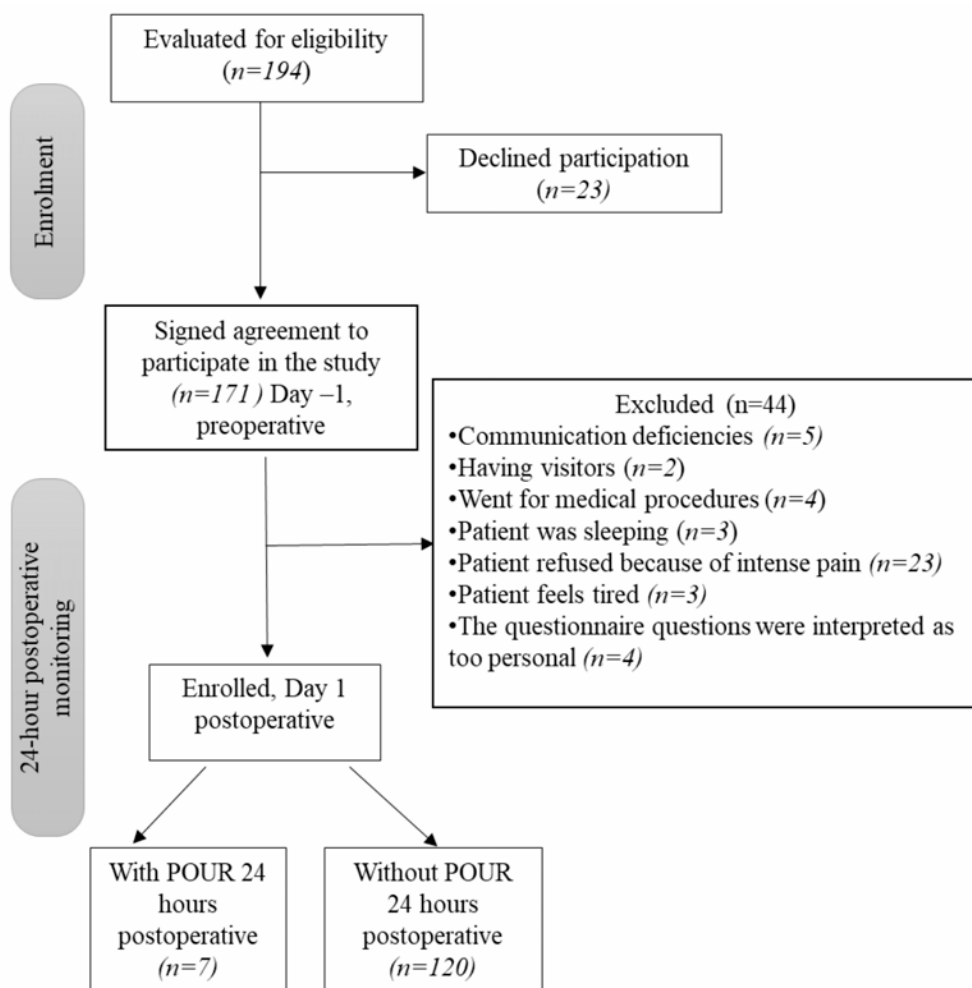 Evaluated for eligibility
(n=194)
Enrolment
Declined participation
(n=23)
Signed agreement to
participate in the study
(n=171) Day –1,
preoperative
Excluded (n=44)
•Communication deficiencies (n=5)
•Having visitors (n=2)
•Went for medical procedures (n=4)
•Patient was sleeping (n=3)
•Patient refused because of intense pain (n=23)
•Patient feels tired (n=3)
•The questionnaire questions were interpreted as
too personal (n=4)
24-hour postoperative
monitoring
Enrolled, Day 1
postoperative
With POUR 24
hours
postoperative
(n=7)
Without POUR
24 hours
postoperative
(n=120)